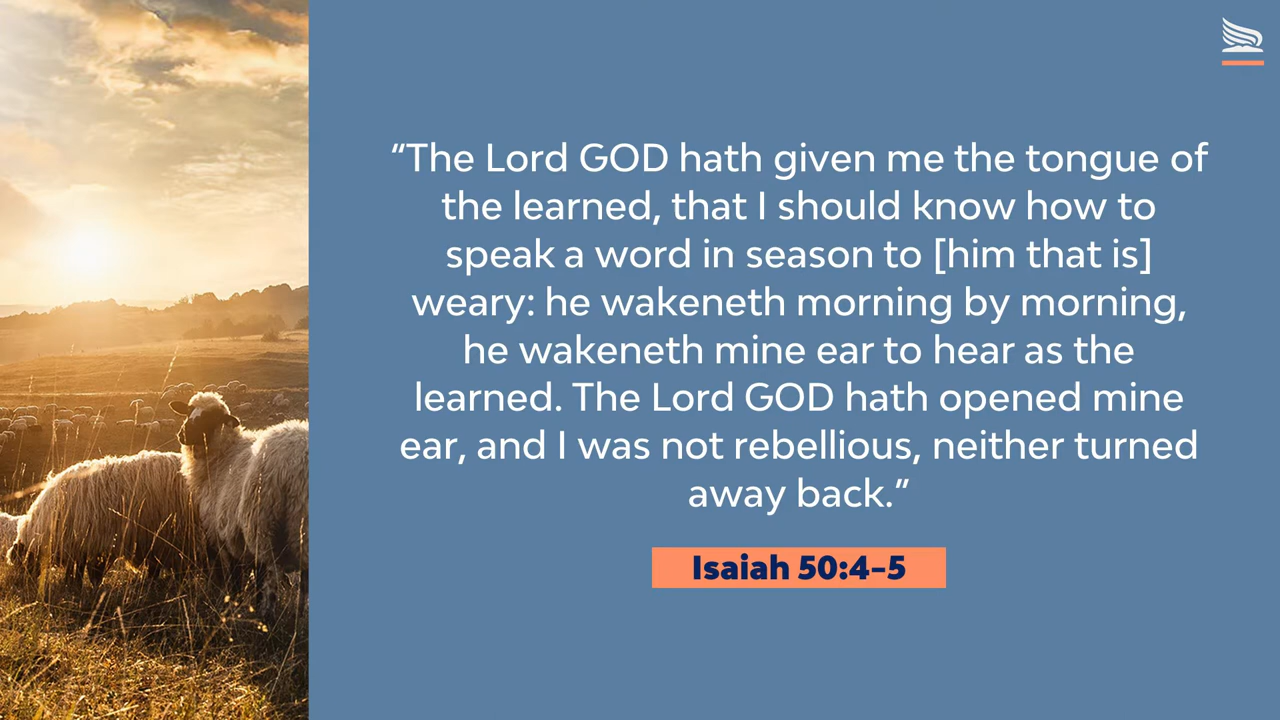 “The Lord GOD hath given me the tongue of
the learned, that I should know how to
speak a word in season to [him that is]
weary: he wakeneth morning by morning,
he wakeneth mine ear to hear as the
learned. The Lord GOD hath opened mine
ear, and I was not rebellious, neither turned
away back.”
Isaiah 50:4–5